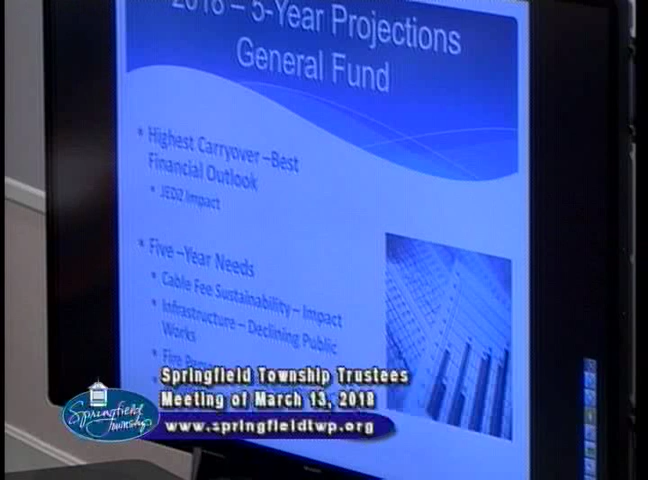 2018 – 5-Year Projections
General Fund
• Highest Carryover –Best
Financial Outlook
• JEDZ Impact
• Five –Year Needs
• Cable Fee Sustainability – Impact
• Infrastructure – Declining Public
Works
• Fire
Springfield Township Trustees
Meeting of March 13, 2018
www.springfieldtwp.org
Springfield
Township